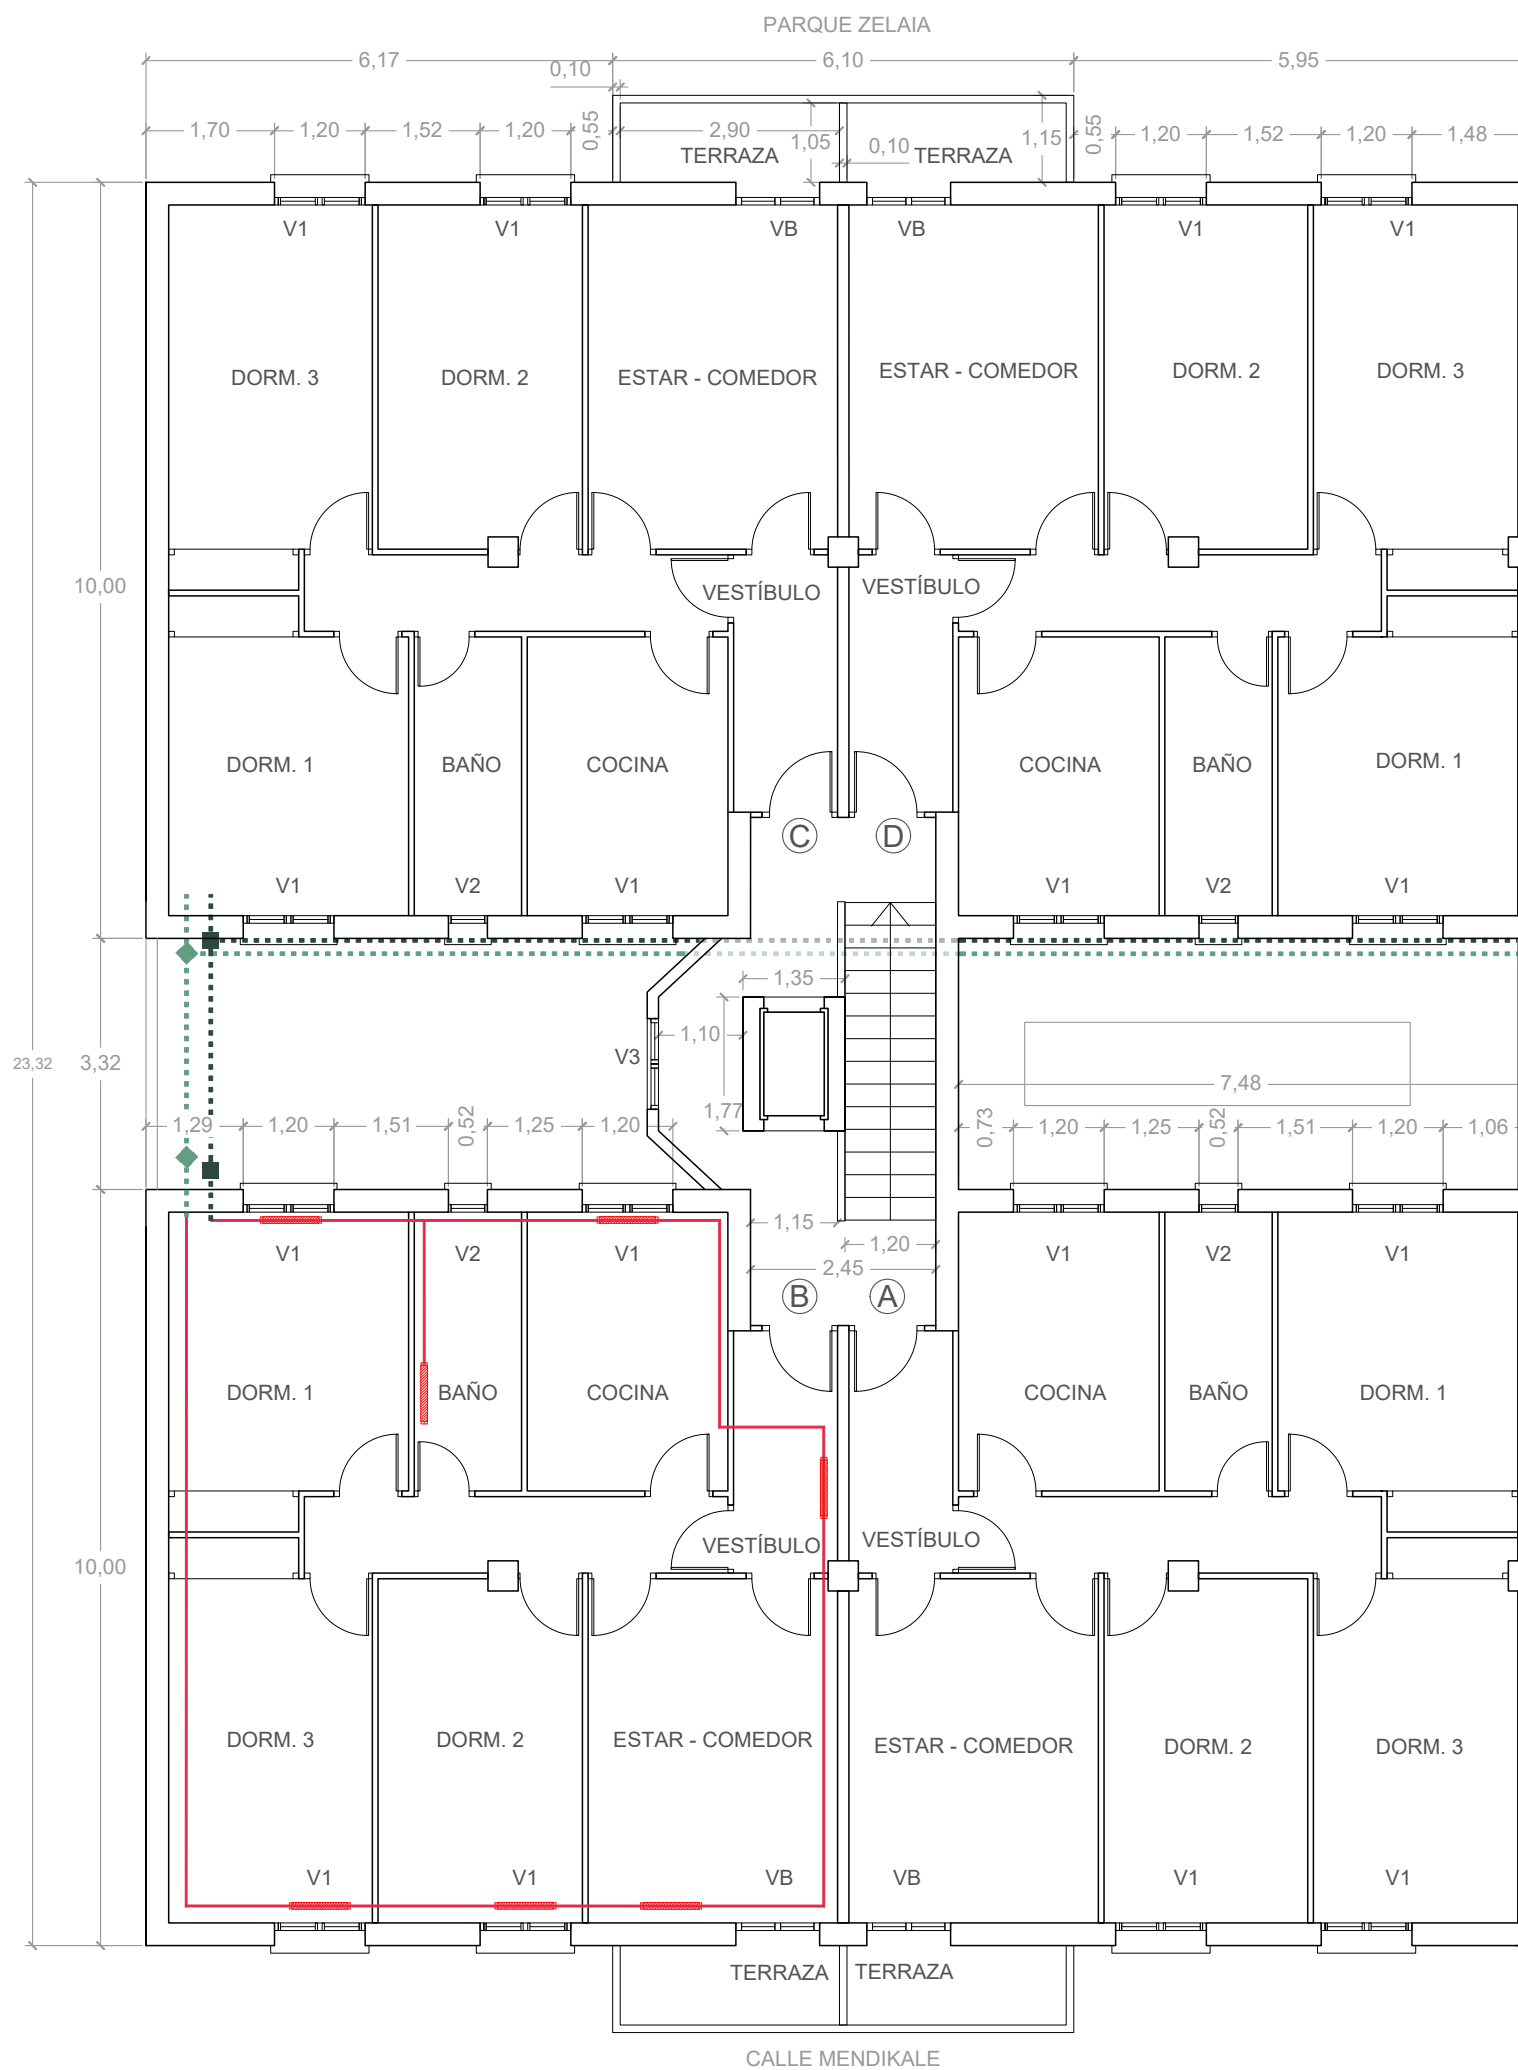 PARQUE ZELAIA
6,17 6,10 5,95
0,10
1,70 1,20 1,52 1,20 0,55 2,90 1,05 0,10 1,15 0,55 1,20 1,52 1,20 1,48
TERRAZA TERRAZA
V1 V1 VB VB V1 V1
DORM. 3 DORM. 2 ESTAR - COMEDOR ESTAR - COMEDOR DORM. 2 DORM. 3
10,00 VESTÍBULO VESTÍBULO
DORM. 1 BAÑO COCINA COCINA BAÑO DORM. 1
C D
V1 V2 V1 V1 V2 V1
1,35
1,10
23,32 3,32 V3 7,48
1,77
1,29 1,20 1,51 0,52 1,25 1,20 0,73 1,20 1,25 0,52 1,51 1,20 1,06
1,15
1,20
V1 V2 V1 2,45 V1 V2 V1
B A
DORM. 1 BAÑO COCINA COCINA BAÑO DORM. 1
VESTÍBULO VESTÍBULO
10,00
DORM. 3 DORM. 2 ESTAR - COMEDOR ESTAR - COMEDOR DORM. 2 DORM. 3
V1 V1 VB VB V1 V1
TERRAZA TERRAZA
CALLE MENDIKALE